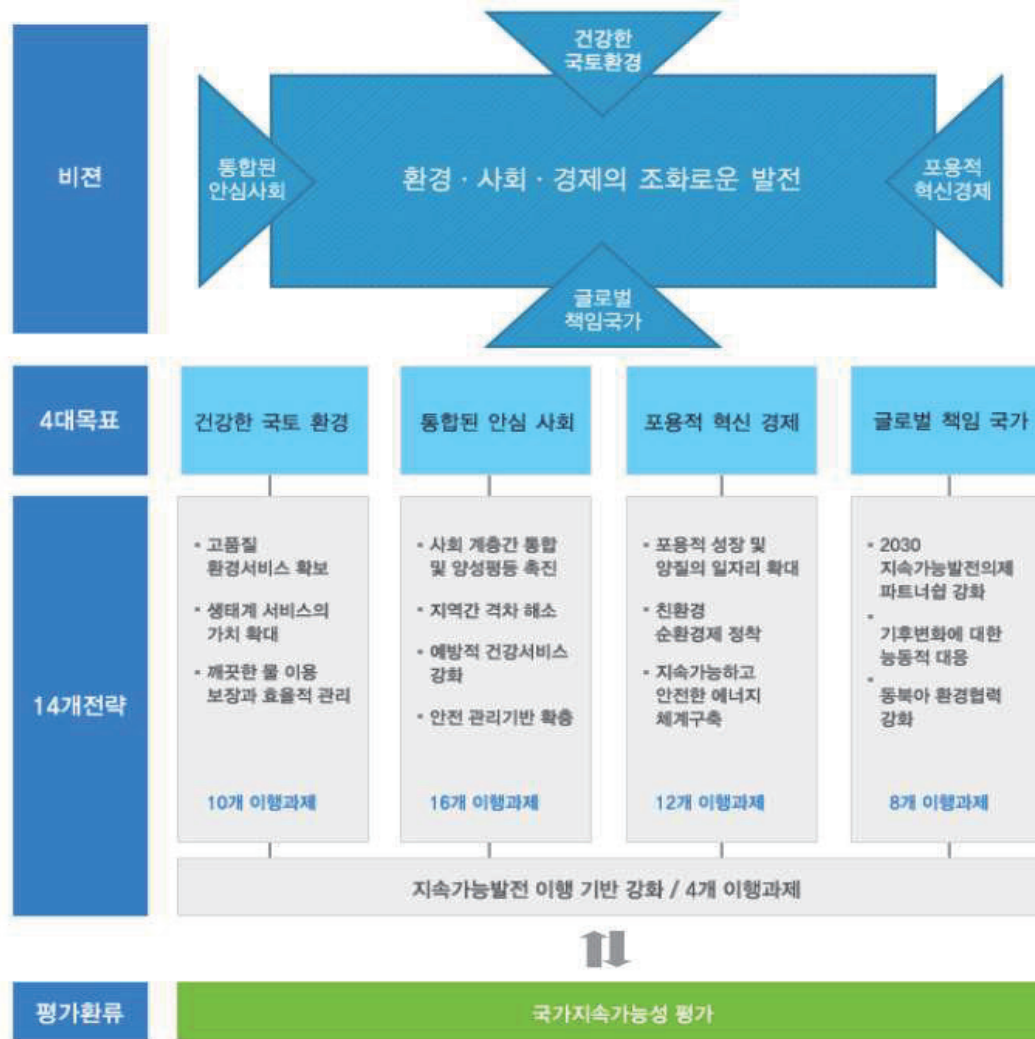 비젼
건강한
국토환경
통합된
안심사회
환경 · 사회 · 경제의 조화로운 발전
포용적
혁신경제
글로벌
책임국가
4대목표
건강한 국토 환경
통합된 안심 사회
포용적 혁신 경제
글로벌 책임 국가
14개전략
▪ 고품질
환경서비스 확보
▪ 생태계 서비스의
가치 확대
▪ 깨끗한 물 이용
보장과 효율적 관리
10개 이행과제
▪ 사회 계층간 통합
및 양성평등 촉진
▪ 지역간 격차 해소
▪ 예방적 건강서비스
강화
▪ 안전 관리기반 확충
16개 이행과제
▪ 포용적 성장 및
양질의 일자리 확대
▪ 친환경
순환경제 정착
▪ 지속가능하고
안전한 에너지
체계구축
12개 이행과제
▪ 2030
지속가능발전의제
파트너쉽 강화
▪ 기후변화에 대한
능동적 대응
▪ 동북아 환경협력
강화
8개 이행과제
지속가능발전 이행 기반 강화 / 4개 이행과제
평가환류
국가지속가능성 평가